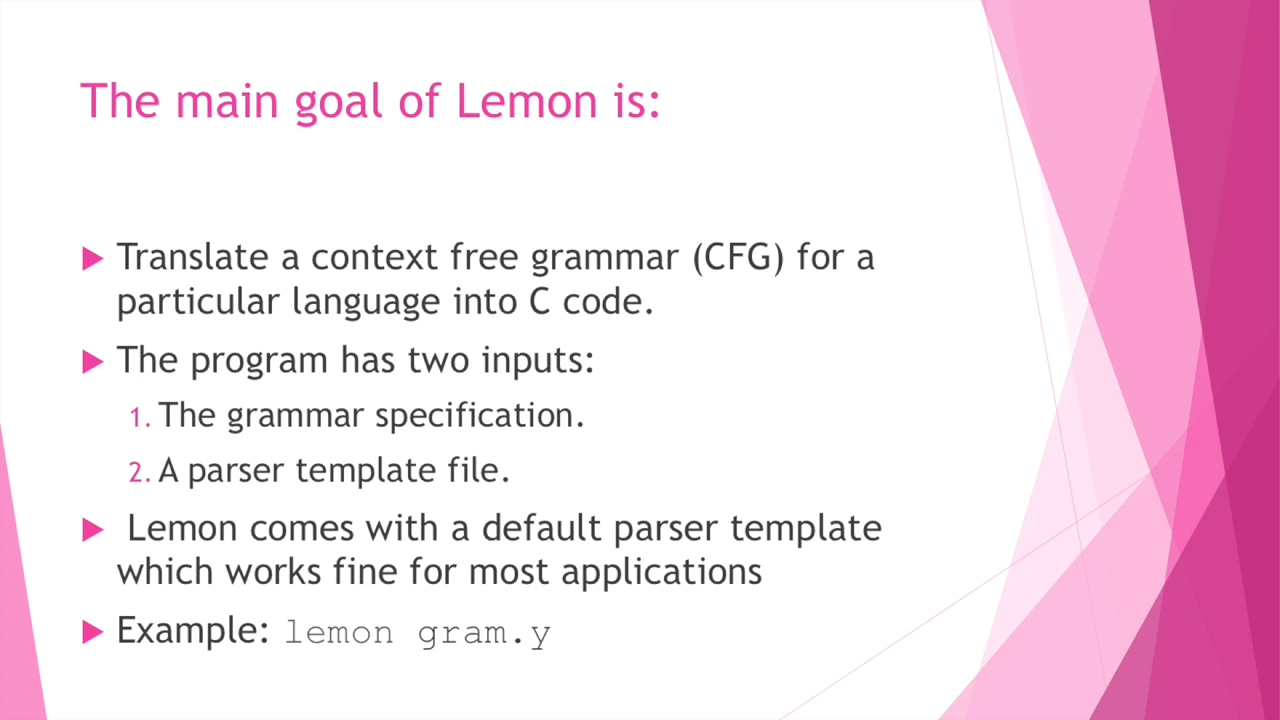 The main goal of Lemon is:
Translate a context free grammar (CFG) for a
particular language into C code.
The program has two inputs:
1. The grammar specification.
2. A parser template file.
Lemon comes with a default parser template
which works fine for most applications
Example: lemon gram.y